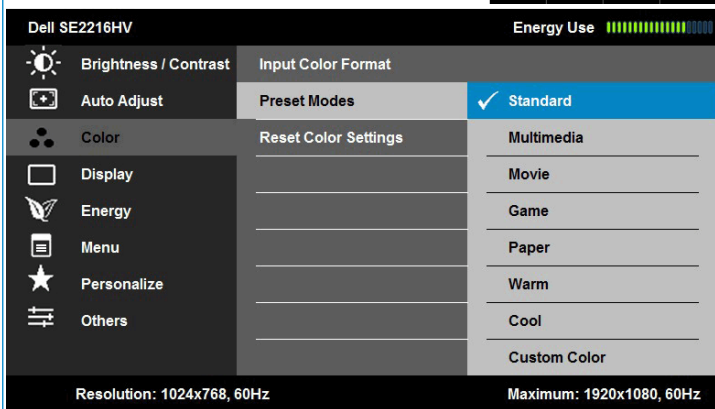 Dell SE2216HV Energy Use
Brightness / Contrast Input Color Format
Auto Adjust Preset Modes Standard
Color Reset Color Settings Multimedia
Display Movie
Energy Game
Menu Paper
Personalize Warm
Others Cool
Custom Color
Resolution: 1024x768, 60Hz Maximum: 1920x1080, 60Hz